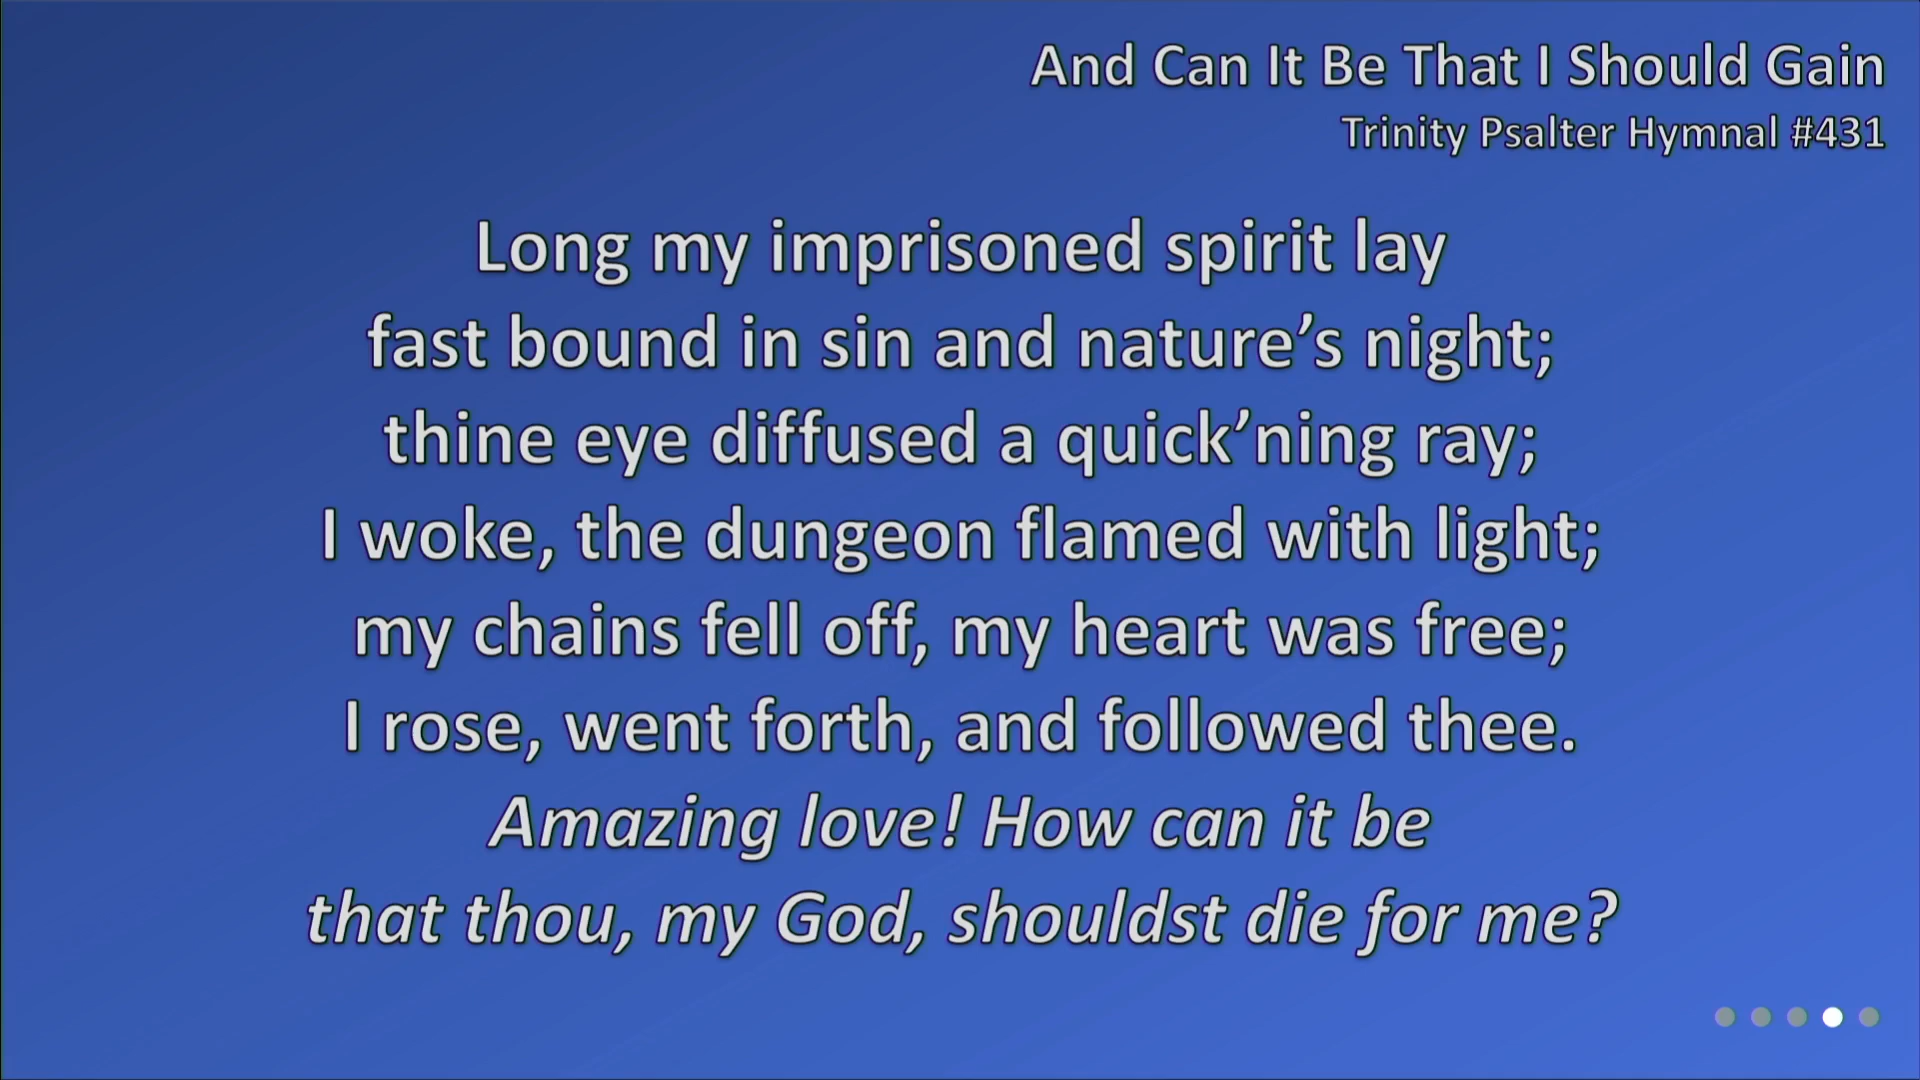 And Can It Be That I Should Gain
Trinity Psalter Hymnal #431
Long my imprisoned spirit lay
fast bound in sin and nature’s night;
thine eye diffused a quick’ning ray;
I woke, the dungeon flamed with light;
my chains fell off, my heart was free;
I rose, went forth, and followed thee.
Amazing love! How can it be
that thou, my God, shouldst die for me?